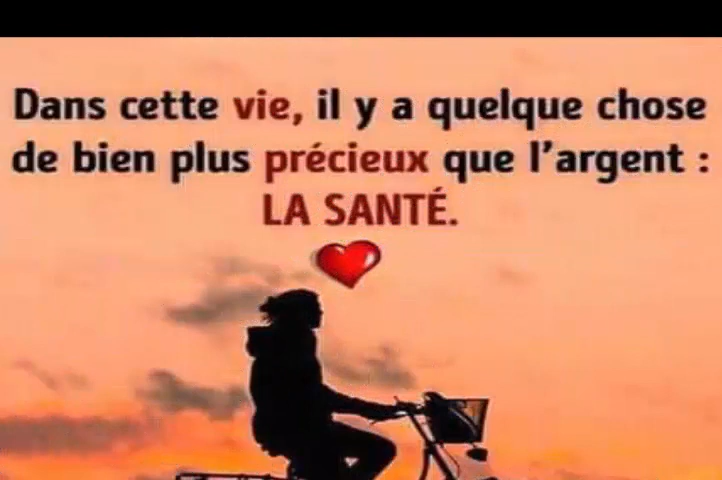 Dans cette vie, il y a quelque chose
de bien plus précieux que l'argent :
LA SANTÉ.